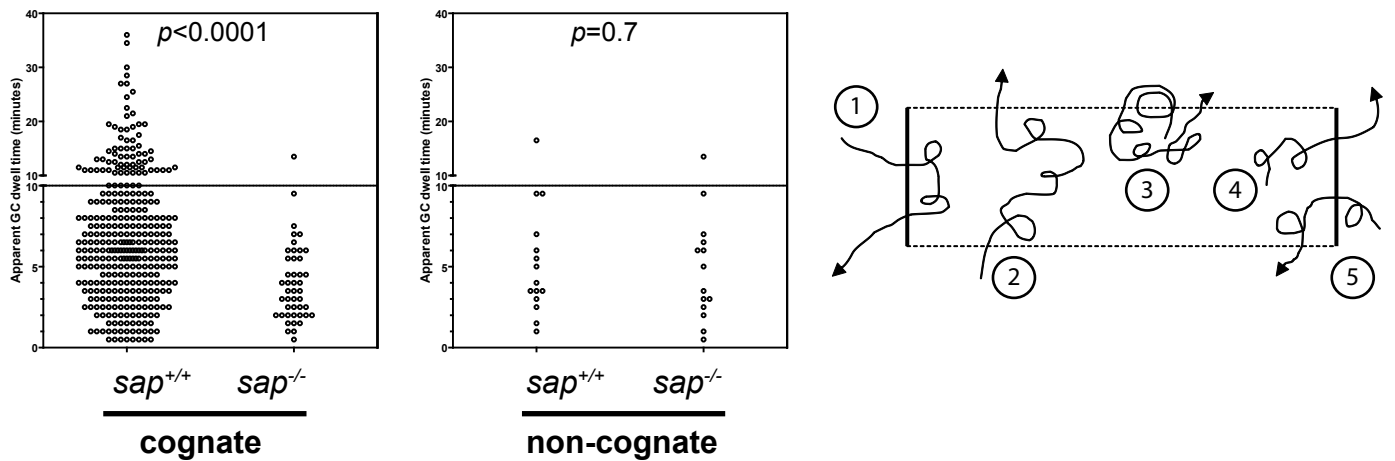 Apparent GC dwell time (minutes)
40
30
20
10
10
5
0
p<0.0001
sap+/+
sap-/-
cognate
Apparent GC dwell time (minutes)
40
30
20
10
10
5
0
p=0.7
sap+/+
sap-/-
non-cognate
1
2
3
4
5